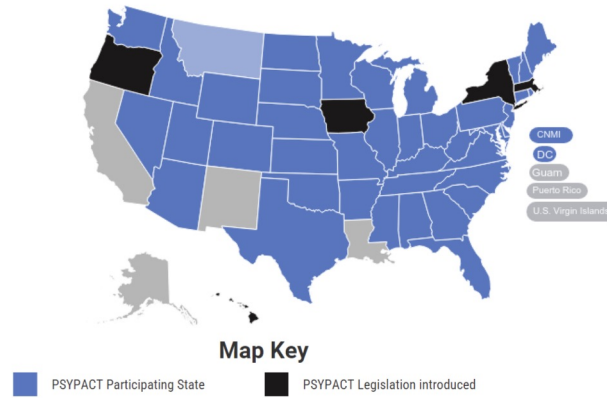 CNMI
DC
Guam
Puerto Rico
U.S. Virgin Islands
Map Key
PSYPACT Participating State
PSYPACT Legislation introduced